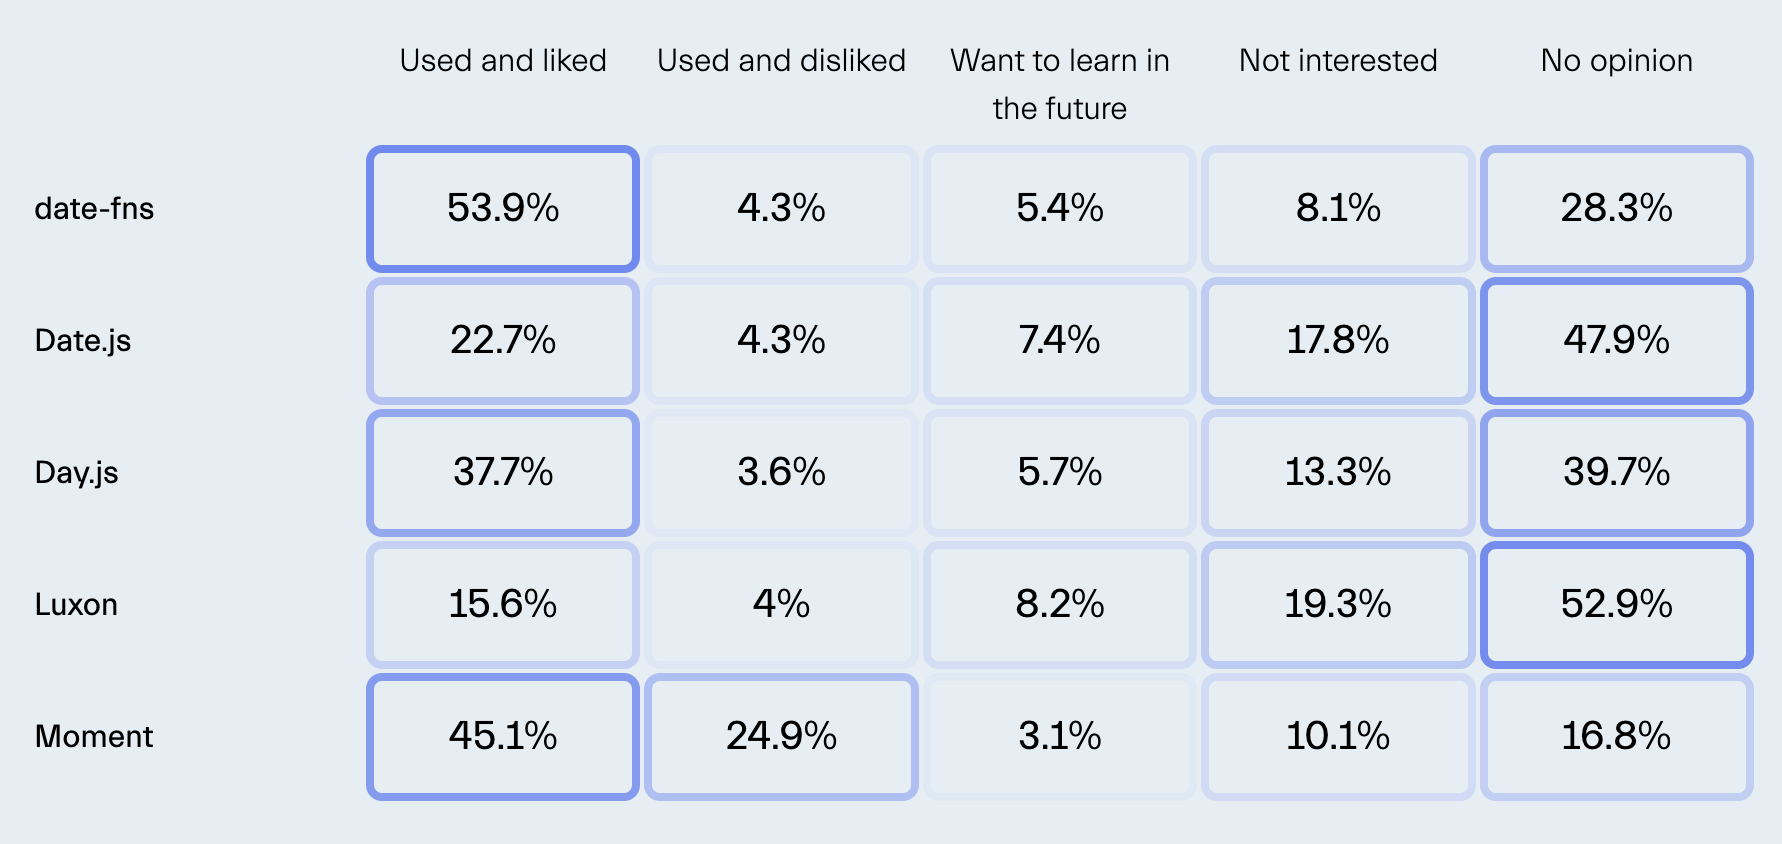 Used and liked Used and disliked Want to learn in Not interested No opinion
the future
date-fns 53.9% 4.3% 5.4% 8.1% 28.3%
Date.js 22.7% 4.3% 7.4% 17.8% 47.9%
Day.js 37.7% 3.6% 5.7% 13.3% 39.7%
Luxon 15.6% 4% 8.2% 19.3% 52.9%
Moment 45.1% 24.9% 3.1% 10.1% 16.8%